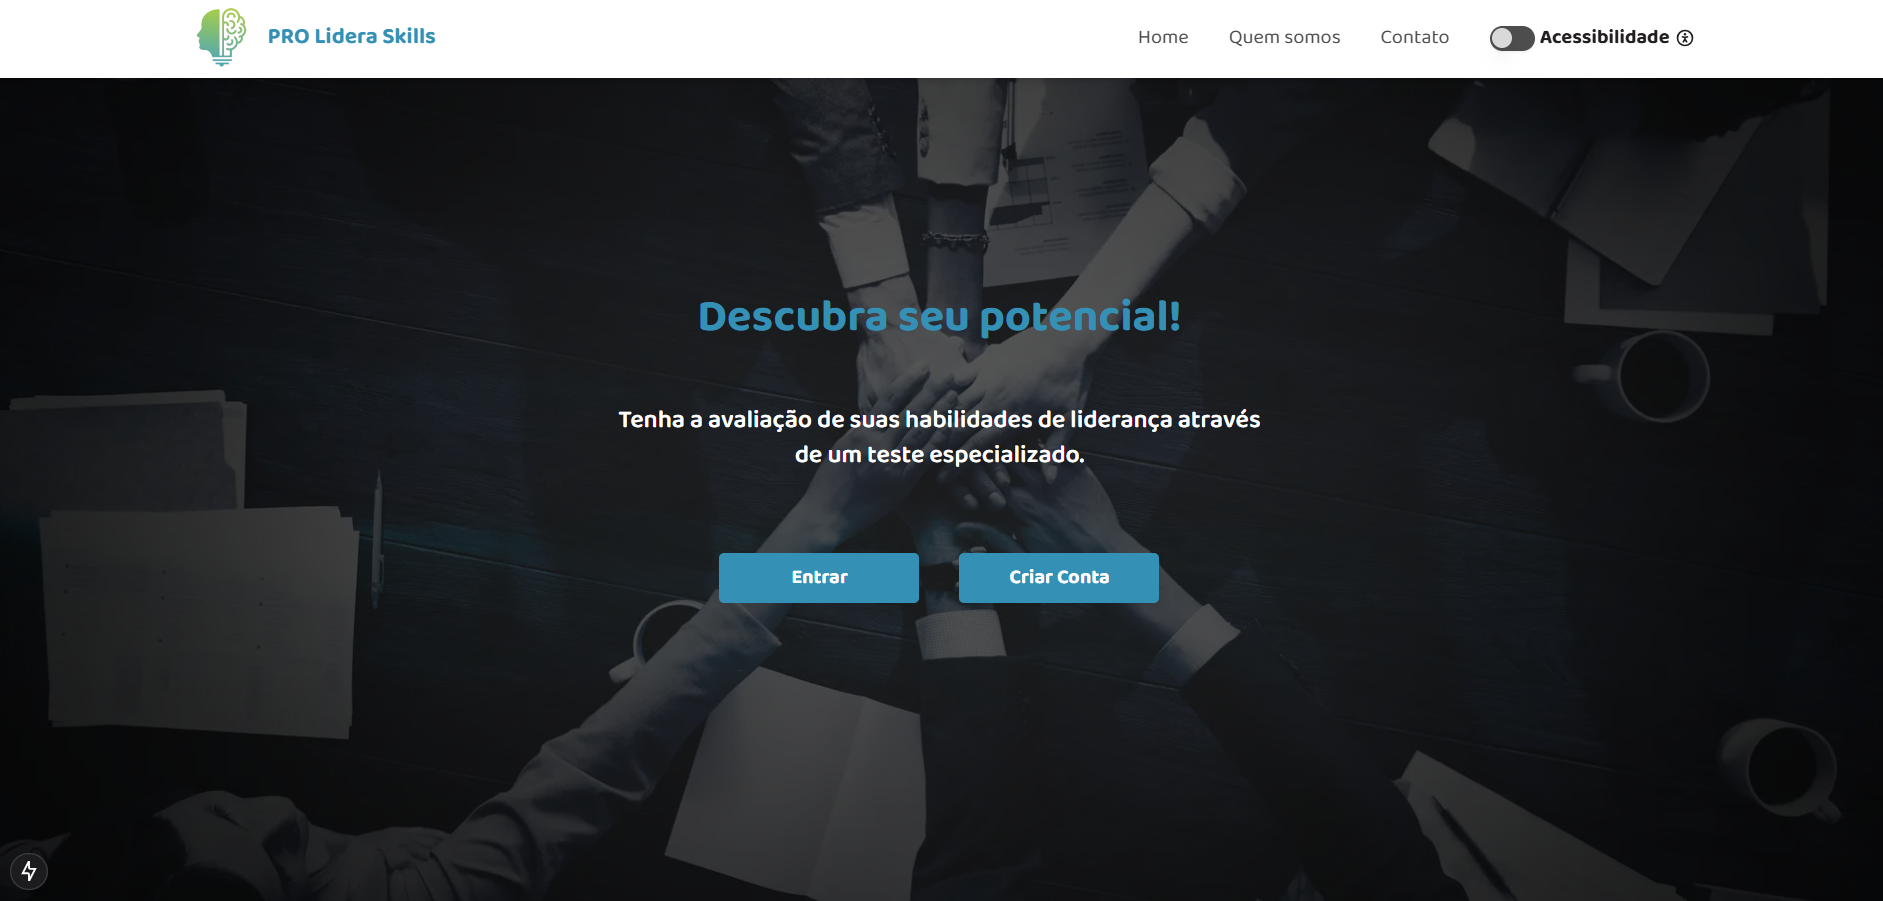 PRO Lidera Skills
Home
Quem somos
Contato
Acessibilidade
Descubra seu potencial!
Tenha a avaliação de suas habilidades de liderança através
de um teste especializado.
Entrar
Criar Conta